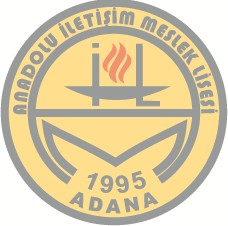 ANADOLU İLETİŞİM MESLEK LİSESİ
İL
1995
ADANA